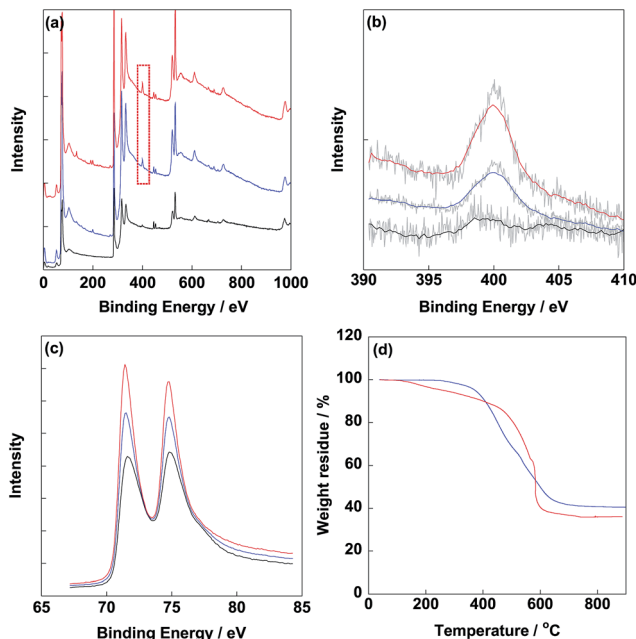 (a)
Intensity
0 200 400 600 800 1000
Binding Energy / eV
(b)
Intensity
390 395 400 405 410
Binding Energy / eV
(c)
Intensity
65 70 75 80 85
Binding Energy / eV
(d)
Weight residue / %
120
100
80
60
40
20
0
0 200 400 600 800
Temperature / °C